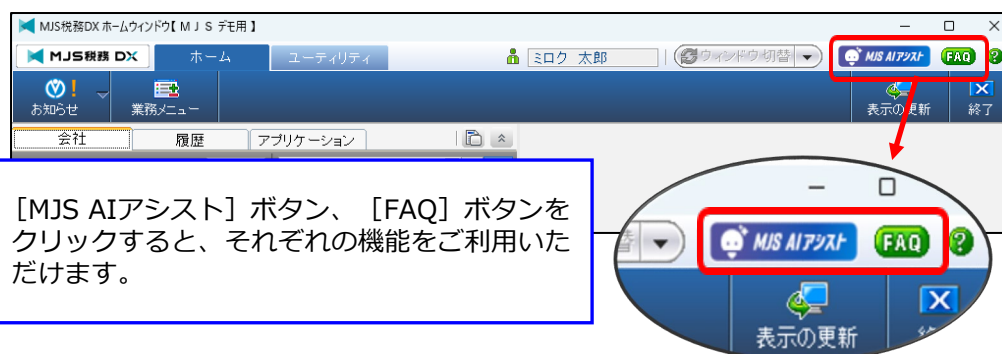 MJS税務DX ホームウィンドウ【ＭＪＳ デモ用】
MJS税務 DX ホーム ユーティリティ ミロク 太郎 ウィンドウ切替 MJS AIアシスト FAQ ?
お知らせ 業務メニュー 表示の更新 終了
会社 履歴 アプリケーション
［MJS AIアシスト］ボタン、［FAQ］ボタンを
クリックすると、それぞれの機能をご利用いた
だけます。
替 MJS AIアシスト FAQ ?
表示の更新